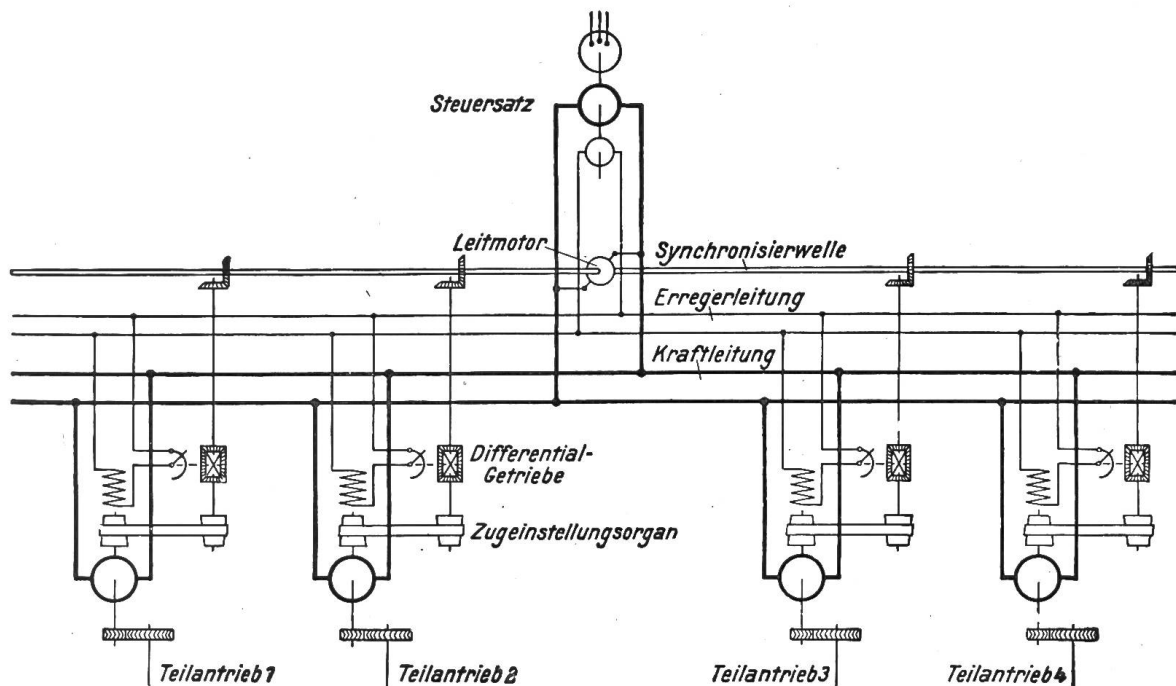 Steuersatz
Leitmotor
Synchronisierwelle
Erregerleitung
Kraftleitung
Differential-
Getriebe
Zugeinstellungsorgan
Teilantrieb 1
Teilantrieb 2
Teilantrieb 3
Teilantrieb 4